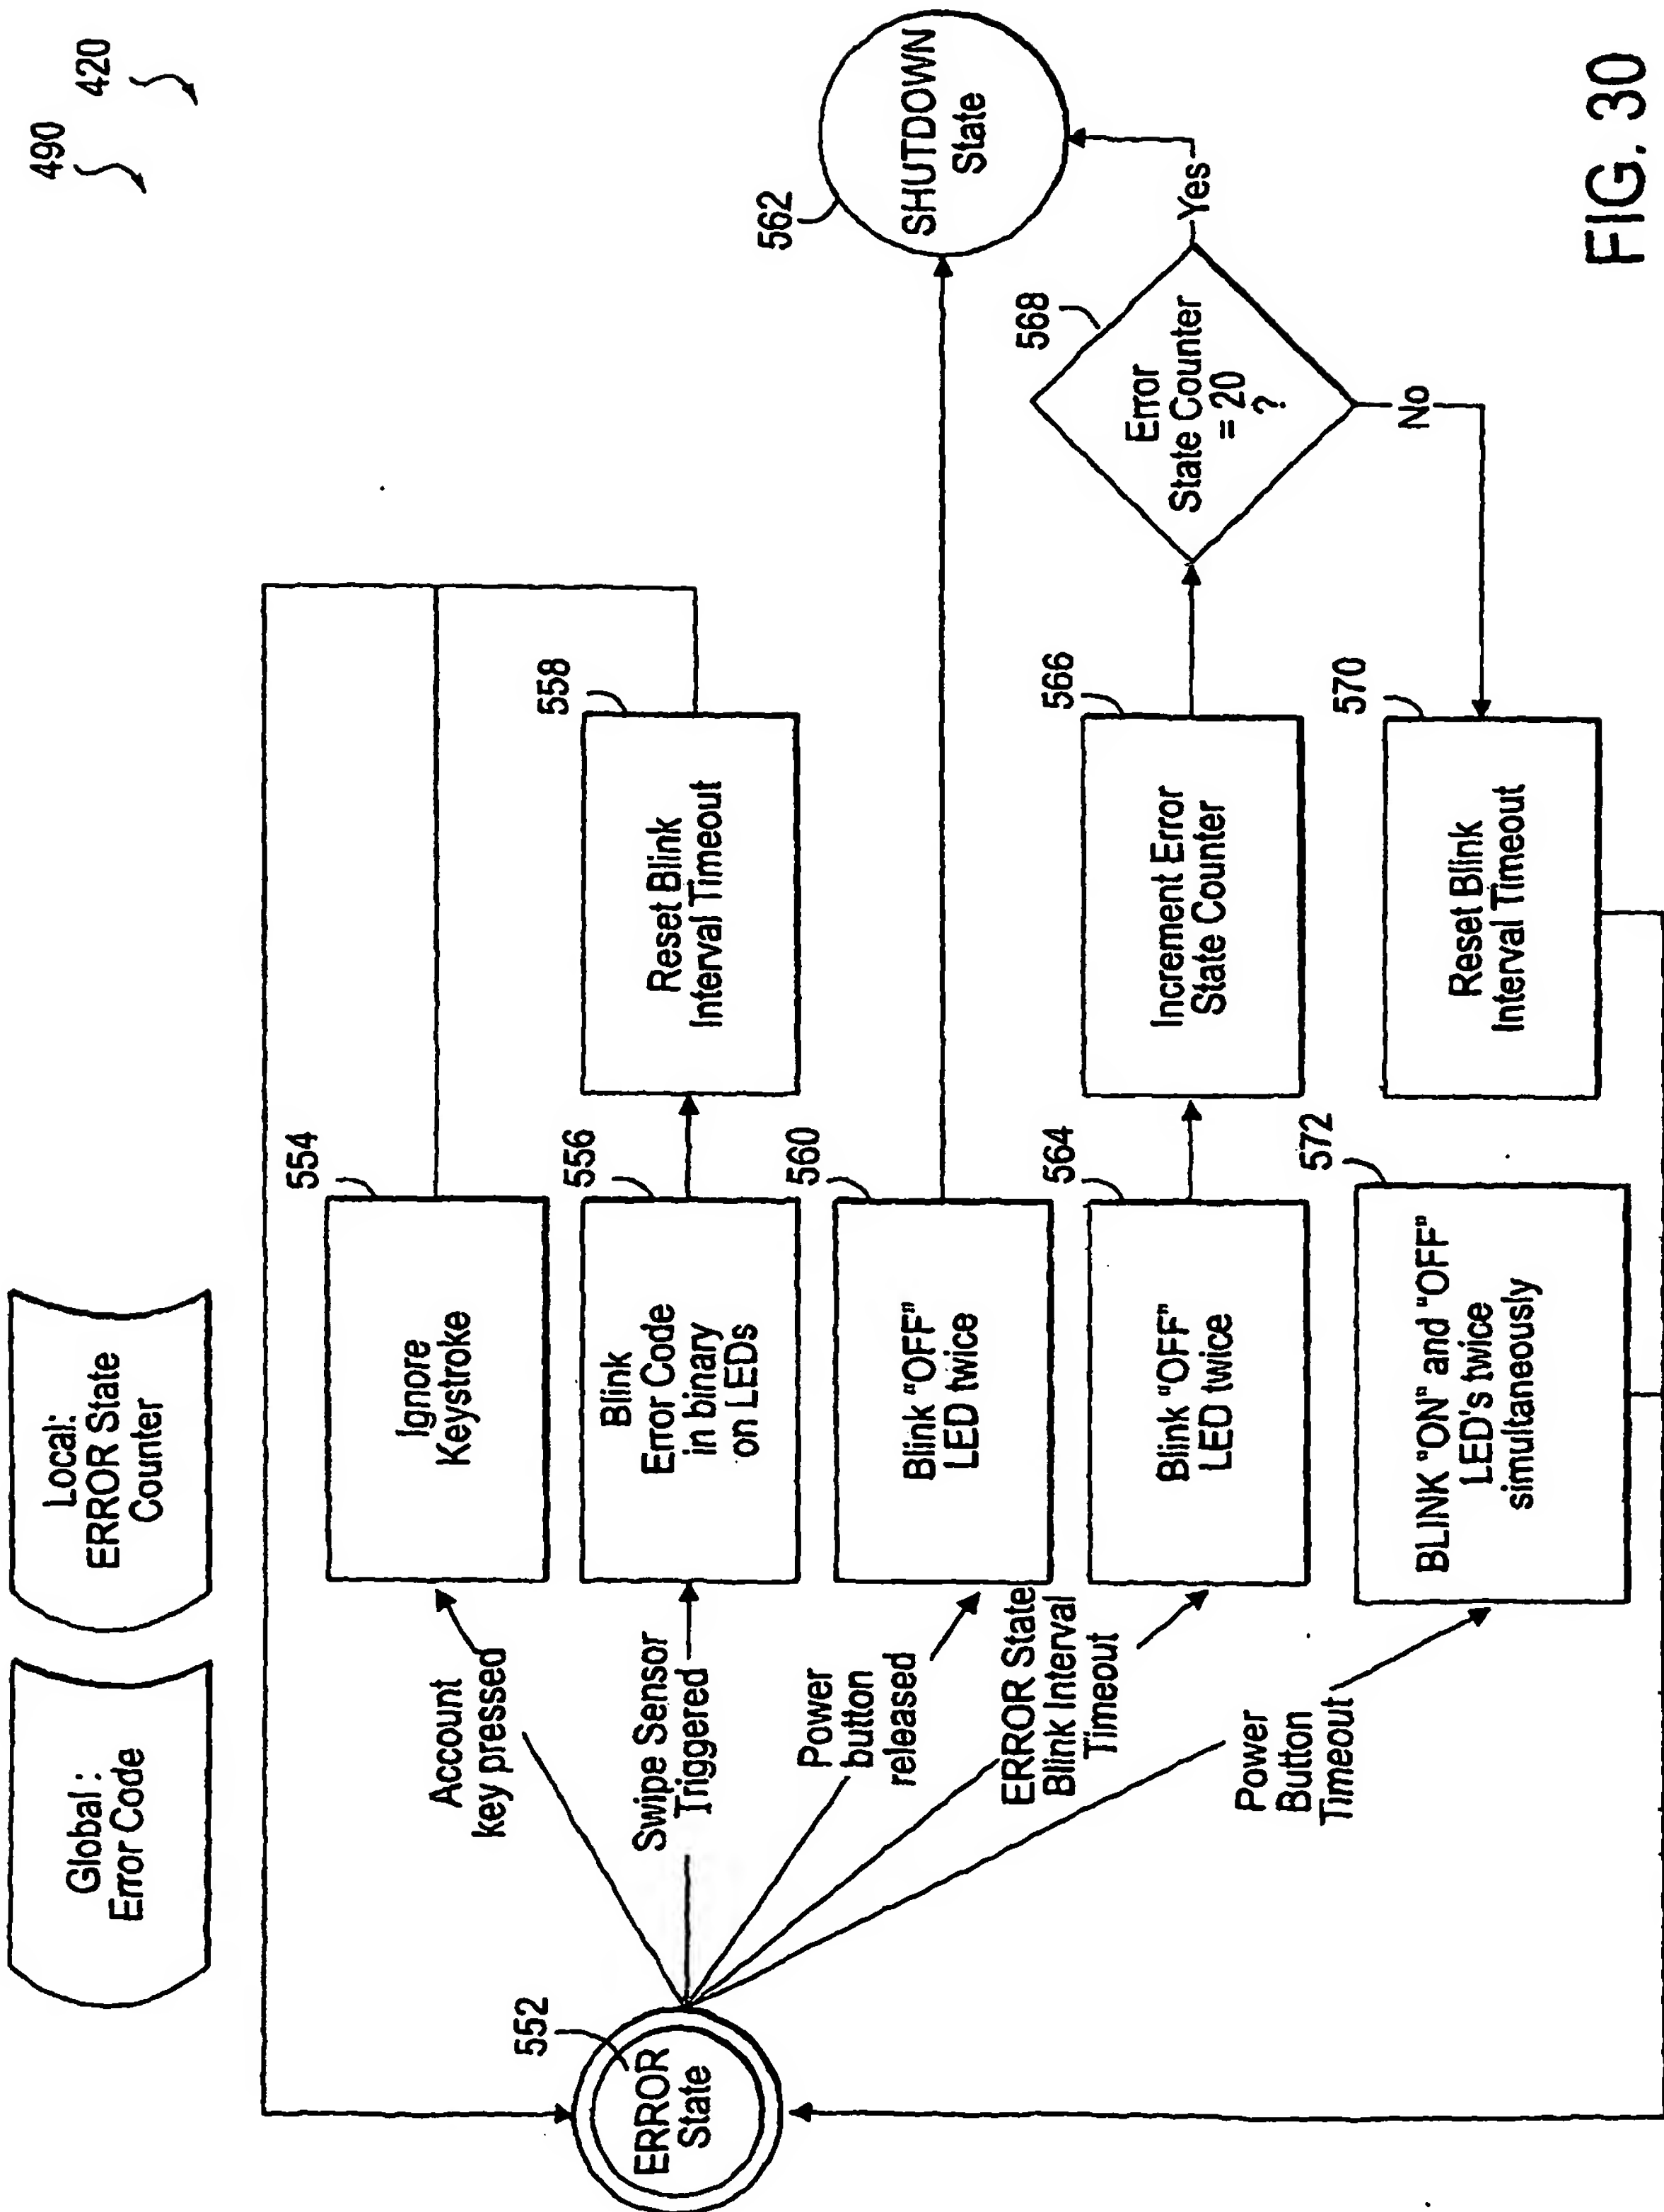 490
420
Global :
Error Code
Local:
ERROR State
Counter
552
ERROR
State
Account
key pressed
554
Ignore
Keystroke
Swipe Sensor
Triggered
556
Blink
Error Code
in binary
on LEDs
558
Reset Blink
Interval Timeout
Power
button
released
560
Blink "OFF"
LED twice
562
SHUTDOWN
State
ERROR State
Blink Interval
Timeout
564
Blink "OFF"
LED twice
566
Increment Error
State Counter
568
Error
State Counter
= 20
?
Yes
No
570
Reset Blink
Interval Timeout
Power
Button
Timeout
572
BLINK "ON" and "OFF"
LED's twice
simultaneously
FIG. 30